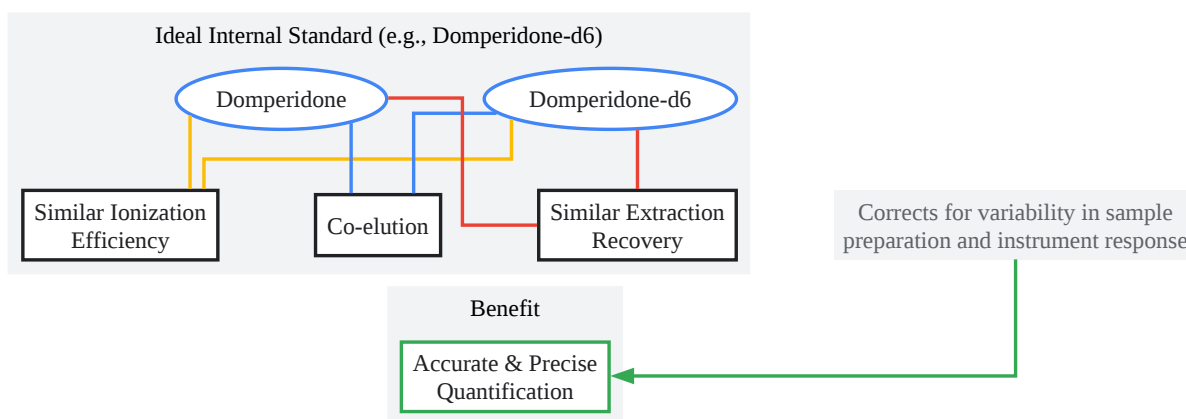 Ideal Internal Standard (e.g., Domperidone-d6)
Domperidone
Domperidone-d6
Similar Ionization
Efficiency
Co-elution
Similar Extraction
Recovery
Corrects for variability in sample
preparation and instrument response
Benefit
Accurate & Precise
Quantification